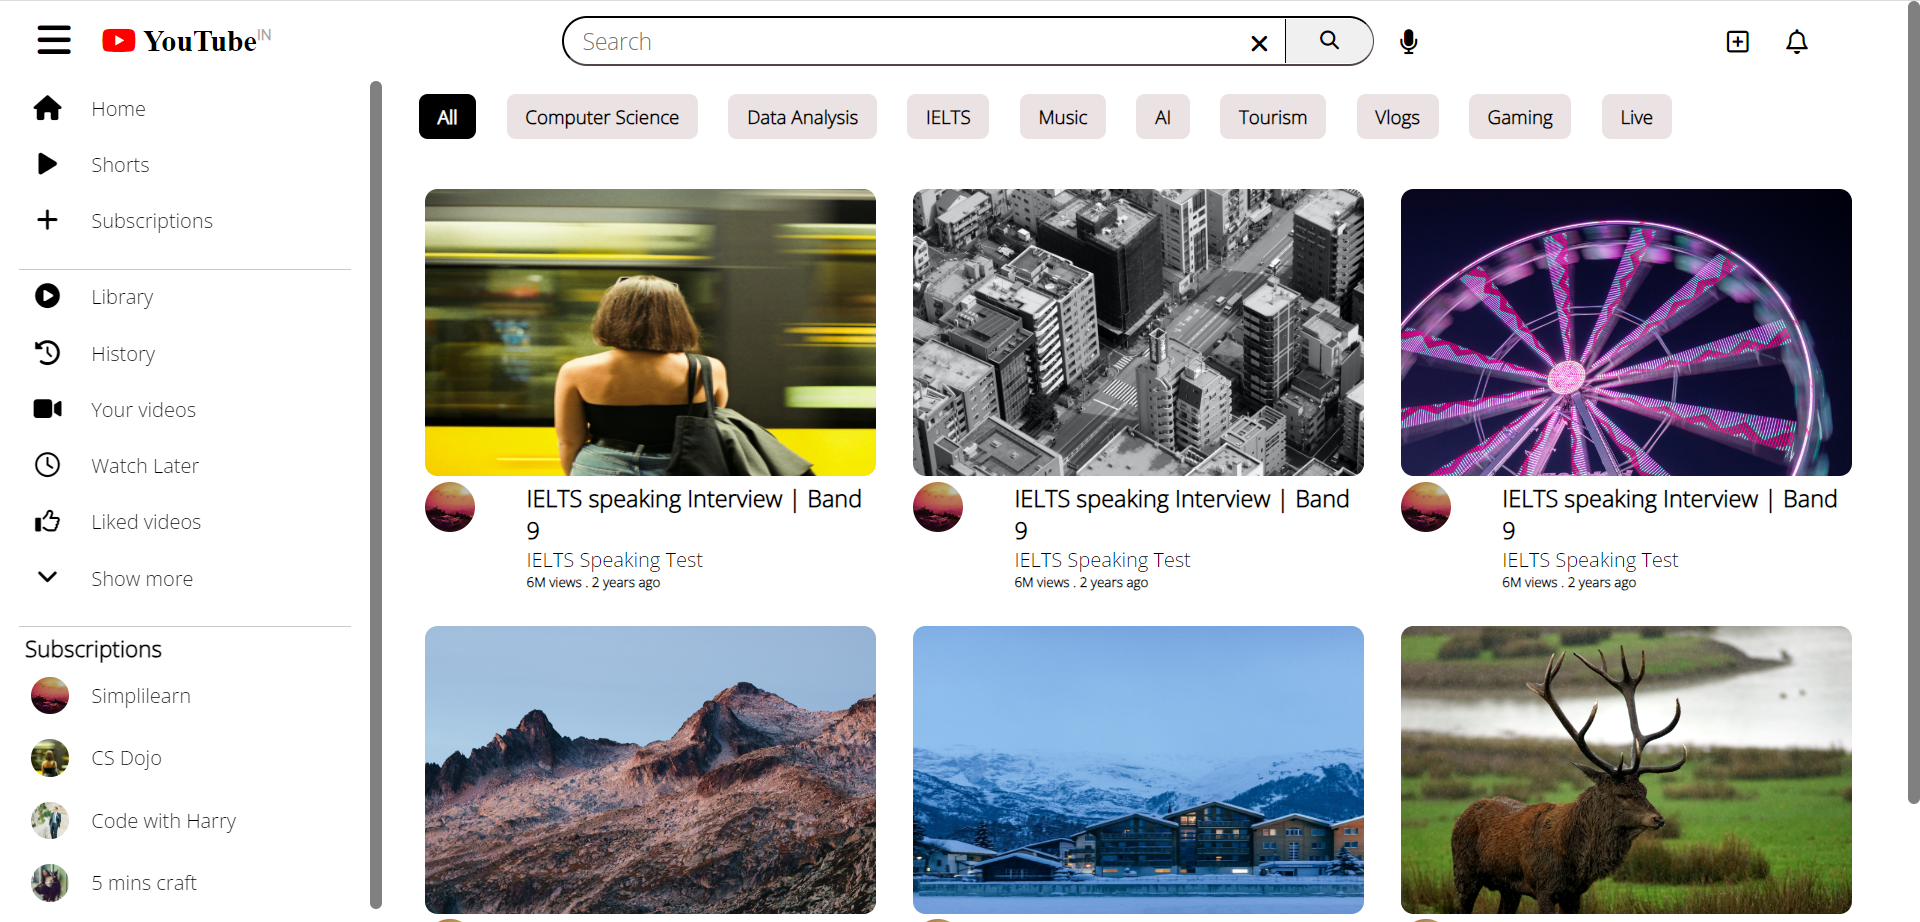 YouTube IN
Search
Home
Shorts
Subscriptions
Library
History
Your videos
Watch Later
Liked videos
Show more
Subscriptions
Simplilearn
CS Dojo
Code with Harry
5 mins craft
All Computer Science Data Analysis IELTS Music AI Tourism Vlogs Gaming Live
IELTS speaking Interview | Band
9
IELTS Speaking Test
6M views . 2 years ago
IELTS speaking Interview | Band
9
IELTS Speaking Test
6M views . 2 years ago
IELTS speaking Interview | Band
9
IELTS Speaking Test
6M views . 2 years ago